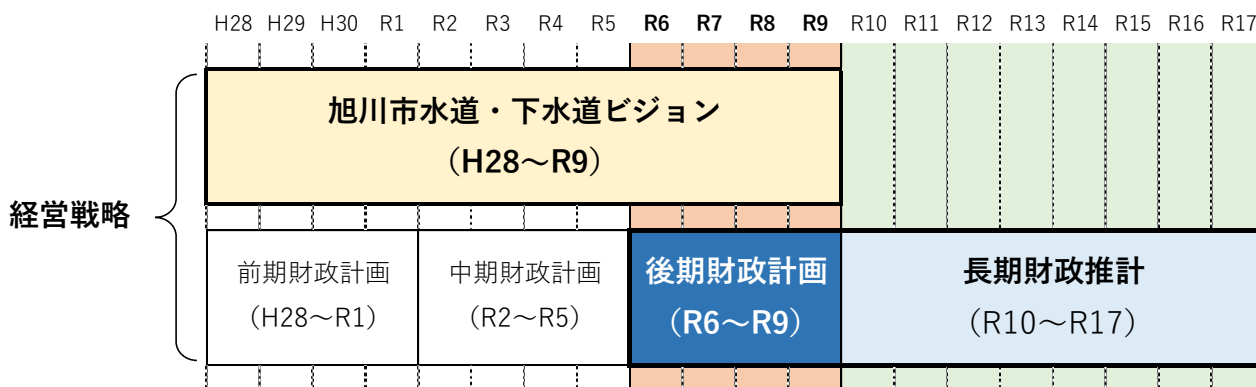 H28 H29 H30 R1 R2 R3 R4 R5 R6 R7 R8 R9 R10 R11 R12 R13 R14 R15 R16 R17
旭川市水道・下水道ビジョン
（H28～R9）
経営戦略
前期財政計画
（H28～R1）
中期財政計画
（R2～R5）
後期財政計画
（R6～R9）
長期財政推計
（R10～R17）